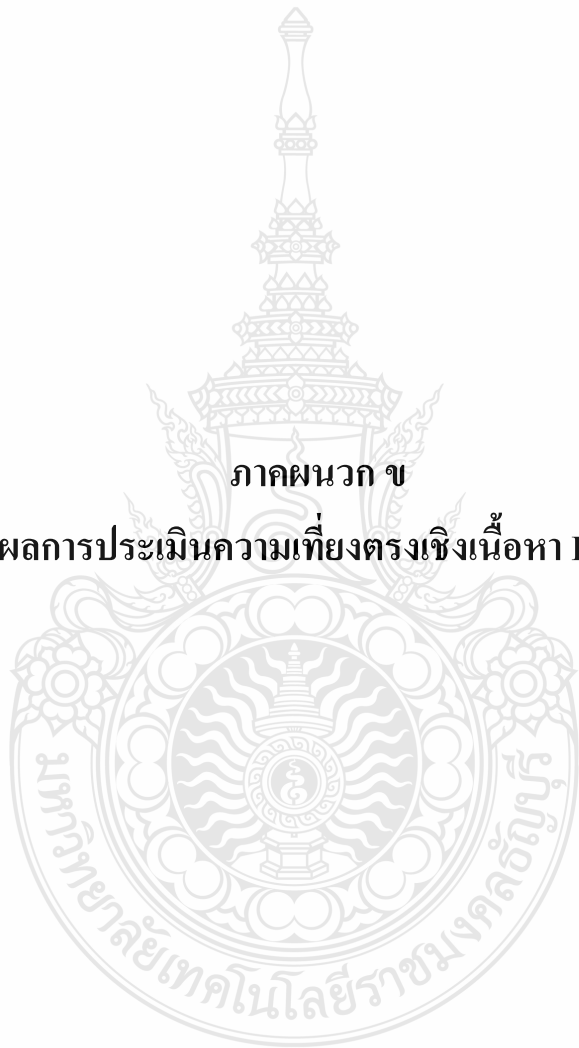 ภาคผนวก ข
ผลการประเมินความเที่ยงตรงเชิงเนื้อหา I
มหาวิทยาลัยเทคโนโลยีราชมงคลธัญบุรี